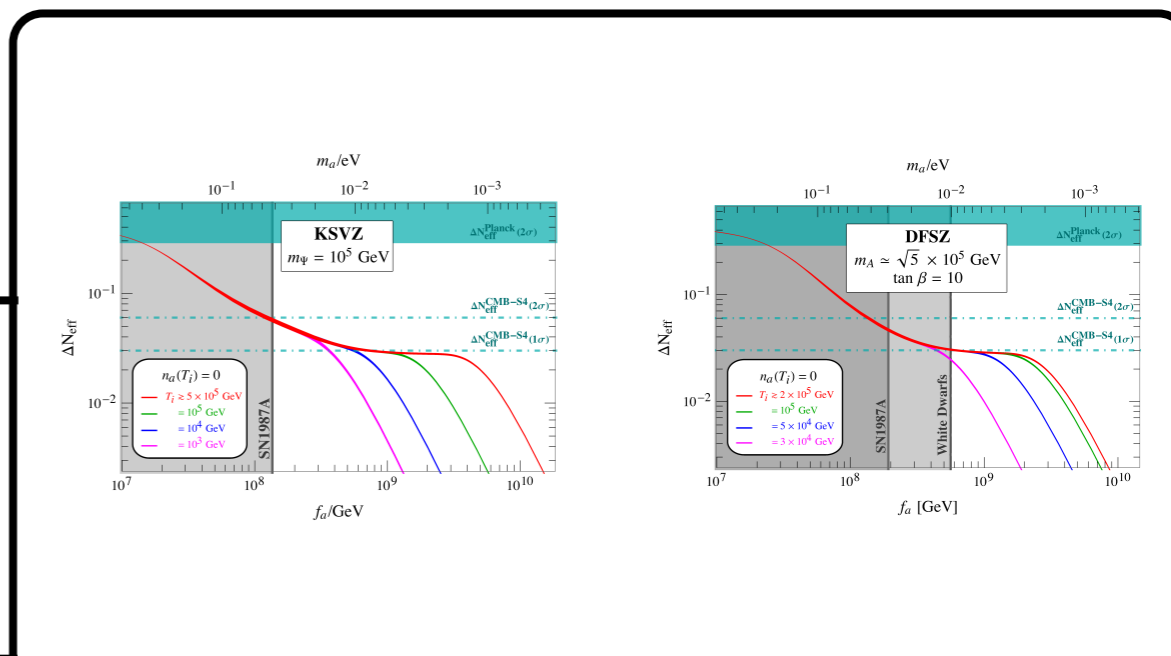 m_a/eV
10^-1
10^-2
10^-3
KSVZ
m_Ψ = 10^5 GeV
ΔN_eff^Planck (2σ)
ΔN_eff^CMB−S4 (2σ)
ΔN_eff^CMB−S4 (1σ)
ΔN_eff
10^-1
10^-2
n_a(T_i) = 0
T_i ≳ 5 × 10^5 GeV
= 10^5 GeV
= 10^4 GeV
= 10^3 GeV
SN1987A
10^7
10^8
10^9
10^10
f_a/GeV
m_a/eV
10^-1
10^-2
10^-3
DFSZ
m_A ≃ √5 × 10^5 GeV
tan β = 10
ΔN_eff^Planck (2σ)
ΔN_eff^CMB−S4 (2σ)
ΔN_eff^CMB−S4 (1σ)
ΔN_eff
10^-1
10^-2
n_a(T_i) = 0
T_i ≳ 2 × 10^5 GeV
= 10^5 GeV
= 5 × 10^4 GeV
= 3 × 10^4 GeV
SN1987A
White Dwarfs
10^7
10^8
10^9
10^10
f_a [GeV]